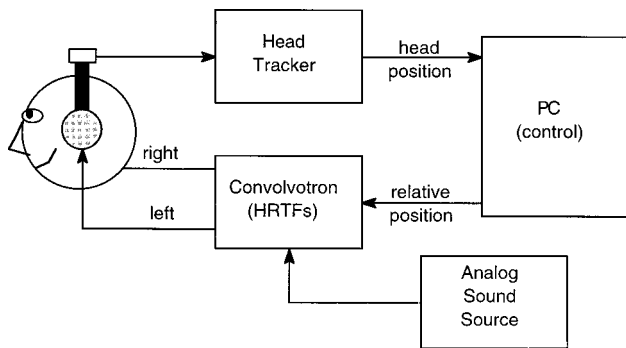 Head
Tracker
head
position
PC
(control)
right
Convolvotron
(HRTFs)
relative
position
left
Analog
Sound
Source